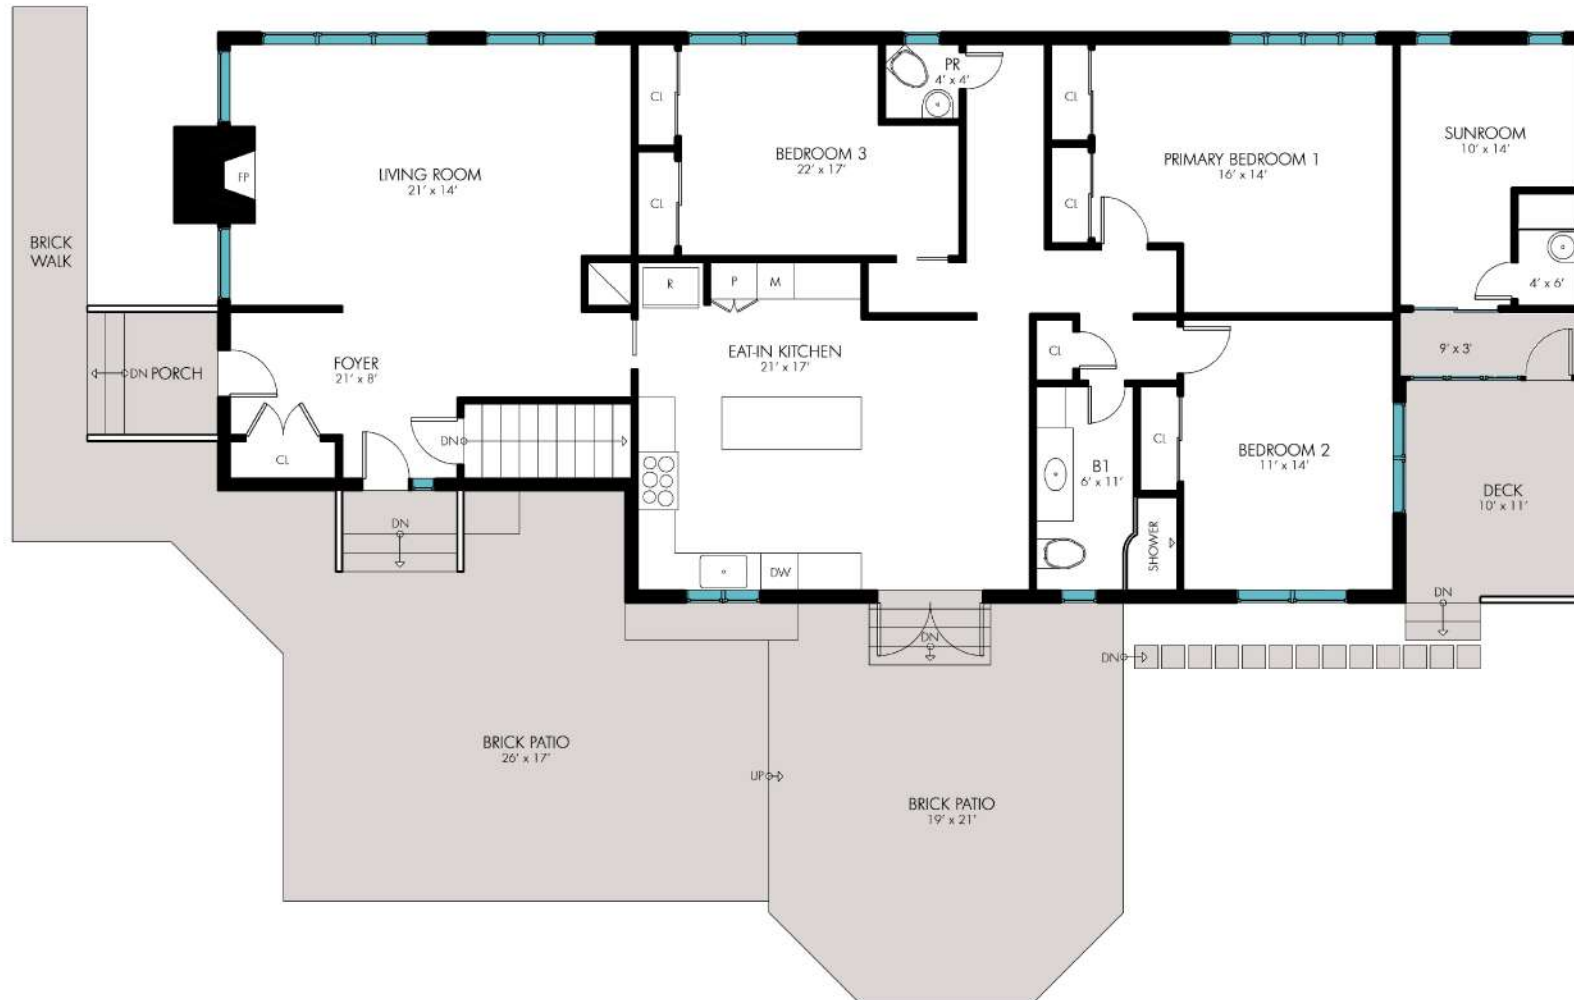 PR
4' x 4'
CL
CL
SUNROOM
10' x 14'
BEDROOM 3
22' x 17'
PRIMARY BEDROOM 1
16' x 14'
LIVING ROOM
21' x 14'
FP
CL
CL
BRICK
WALK
R
P
M
4' x 6'
EAT-IN KITCHEN
21' x 17'
CL
9' x 3'
FOYER
21' x 8'
DN PORCH
DN
CL
BEDROOM 2
11' x 14'
CL
B1
6' x 11'
DECK
10' x 11'
DN
SHOWER
DW
DN
DN
DN
BRICK PATIO
26' x 17'
UP
BRICK PATIO
19' x 21'